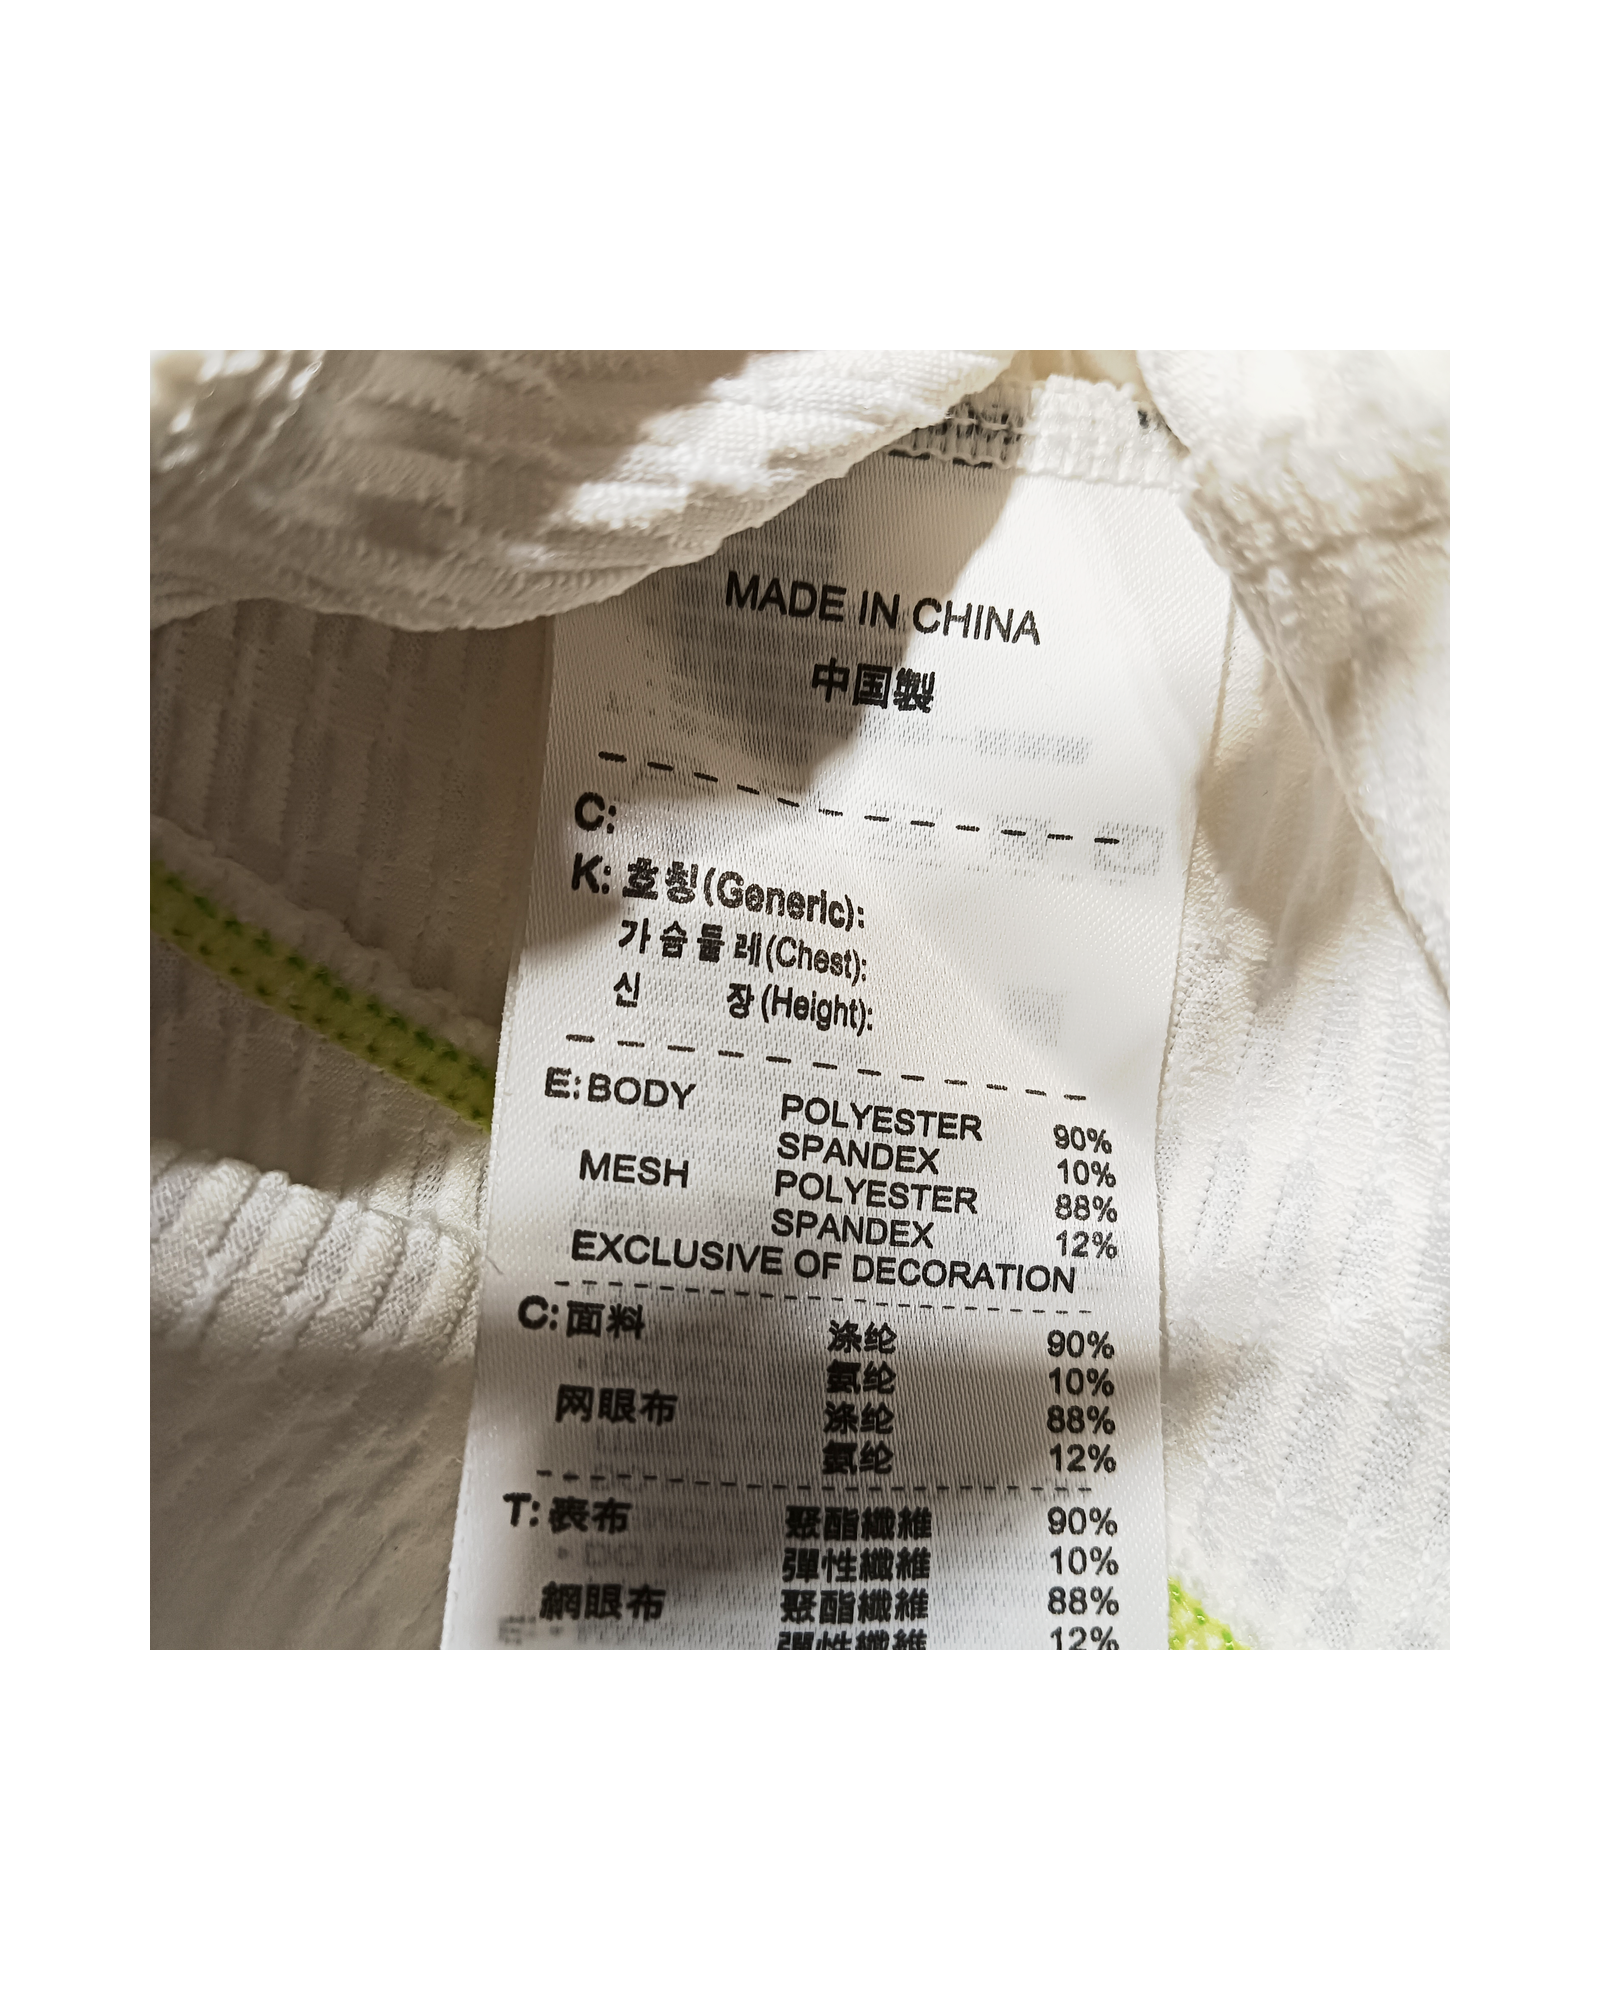 MADE IN CHINA
中国製
C:
K: 호칭(Generic):
가슴둘레(Chest):
신 장(Height):
E: BODY POLYESTER 90%
SPANDEX 10%
MESH POLYESTER 88%
SPANDEX 12%
EXCLUSIVE OF DECORATION
C: 面料 涤纶 90%
氨纶 10%
网眼布 涤纶 88%
氨纶 12%
T: 表布 聚酯纖維 90%
彈性纖維 10%
網眼布 聚酯纖維 88%
彈性纖維 12%